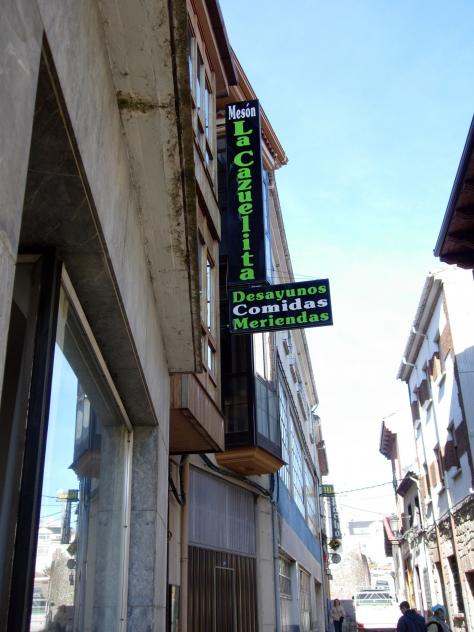 Mesón
La Cazuelita
Desayunos
Comidas
Meriendas